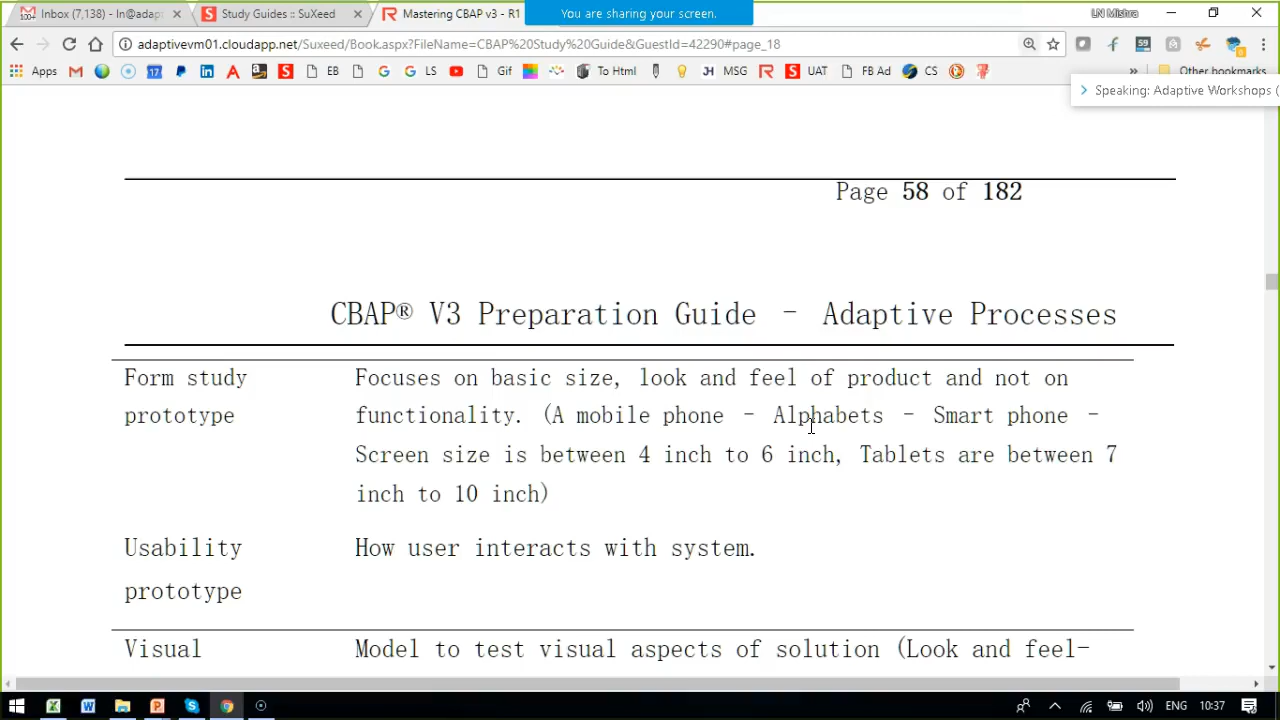 Inbox (7,138) - ln@adap
Study Guides :: SuXeed
Mastering CBAP v3 - R1
You are sharing your screen.
LN Mishra
adaptivevm01.cloudapp.net/Suxeed/Book.aspx?FileName=CBAP%20Study%20Guide&GuestId=42290#page_18
Apps
EB
LS
Gif
To Html
JH
MSG
UAT
FB Ad
CS
»
Other bookmarks
Speaking: Adaptive Workshops (
Page 58 of 182
CBAP® V3 Preparation Guide - Adaptive Processes
Form study Focuses on basic size, look and feel of product and not on
prototype functionality. (A mobile phone - Alphabets - Smart phone -
Screen size is between 4 inch to 6 inch, Tablets are between 7
inch to 10 inch)
Usability How user interacts with system.
prototype
Visual Model to test visual aspects of solution (Look and feel-
ENG
10:37